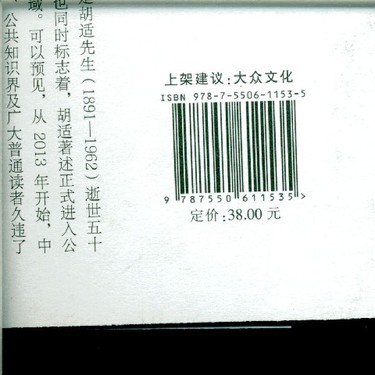 是胡适先生（1891—1962）逝世五十
也同时标志着，胡适著述正式进入公
域。可以预见，从 2013 年开始，中
、公共知识界及广大普通读者久违了
上架建议：大众文化
ISBN 978-7-5506-1153-5
9 787550 611535 >
定价：38.00 元